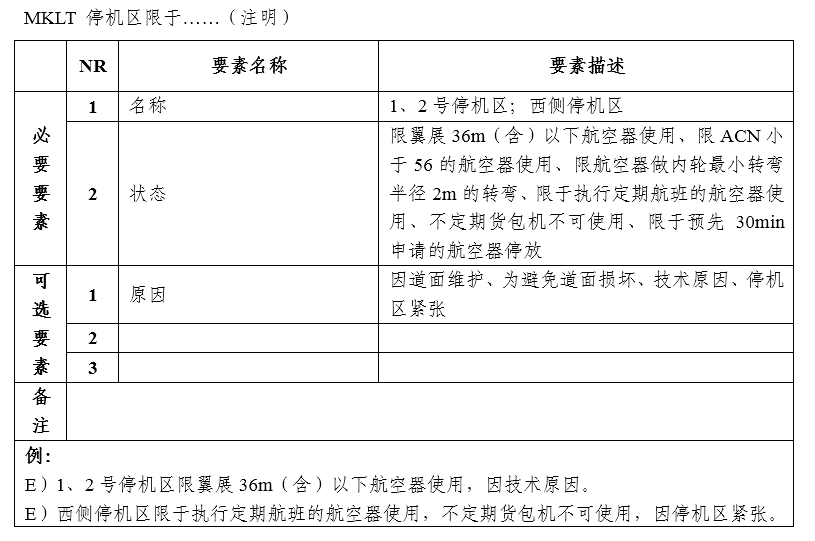 MKLT 停机区限于……（注明）
NR 要素名称 要素描述
必要要素
1 名称 1、2 号停机区；西侧停机区
2 状态 限翼展 36m（含）以下航空器使用、限 ACN 小
于 56 的航空器使用、限航空器做内轮最小转弯
半径 2m 的转弯、限于执行定期航班的航空器使
用、不定期货包机不可使用、限于预先 30min
申请的航空器停放
可选要素
1 原因 因道面维护、为避免道面损坏、技术原因、停机
区紧张
2
3
备注
例：
E）1、2 号停机区限翼展 36m（含）以下航空器使用，因技术原因。
E）西侧停机区限于执行定期航班的航空器使用，不定期货包机不可使用，因停机区紧张。